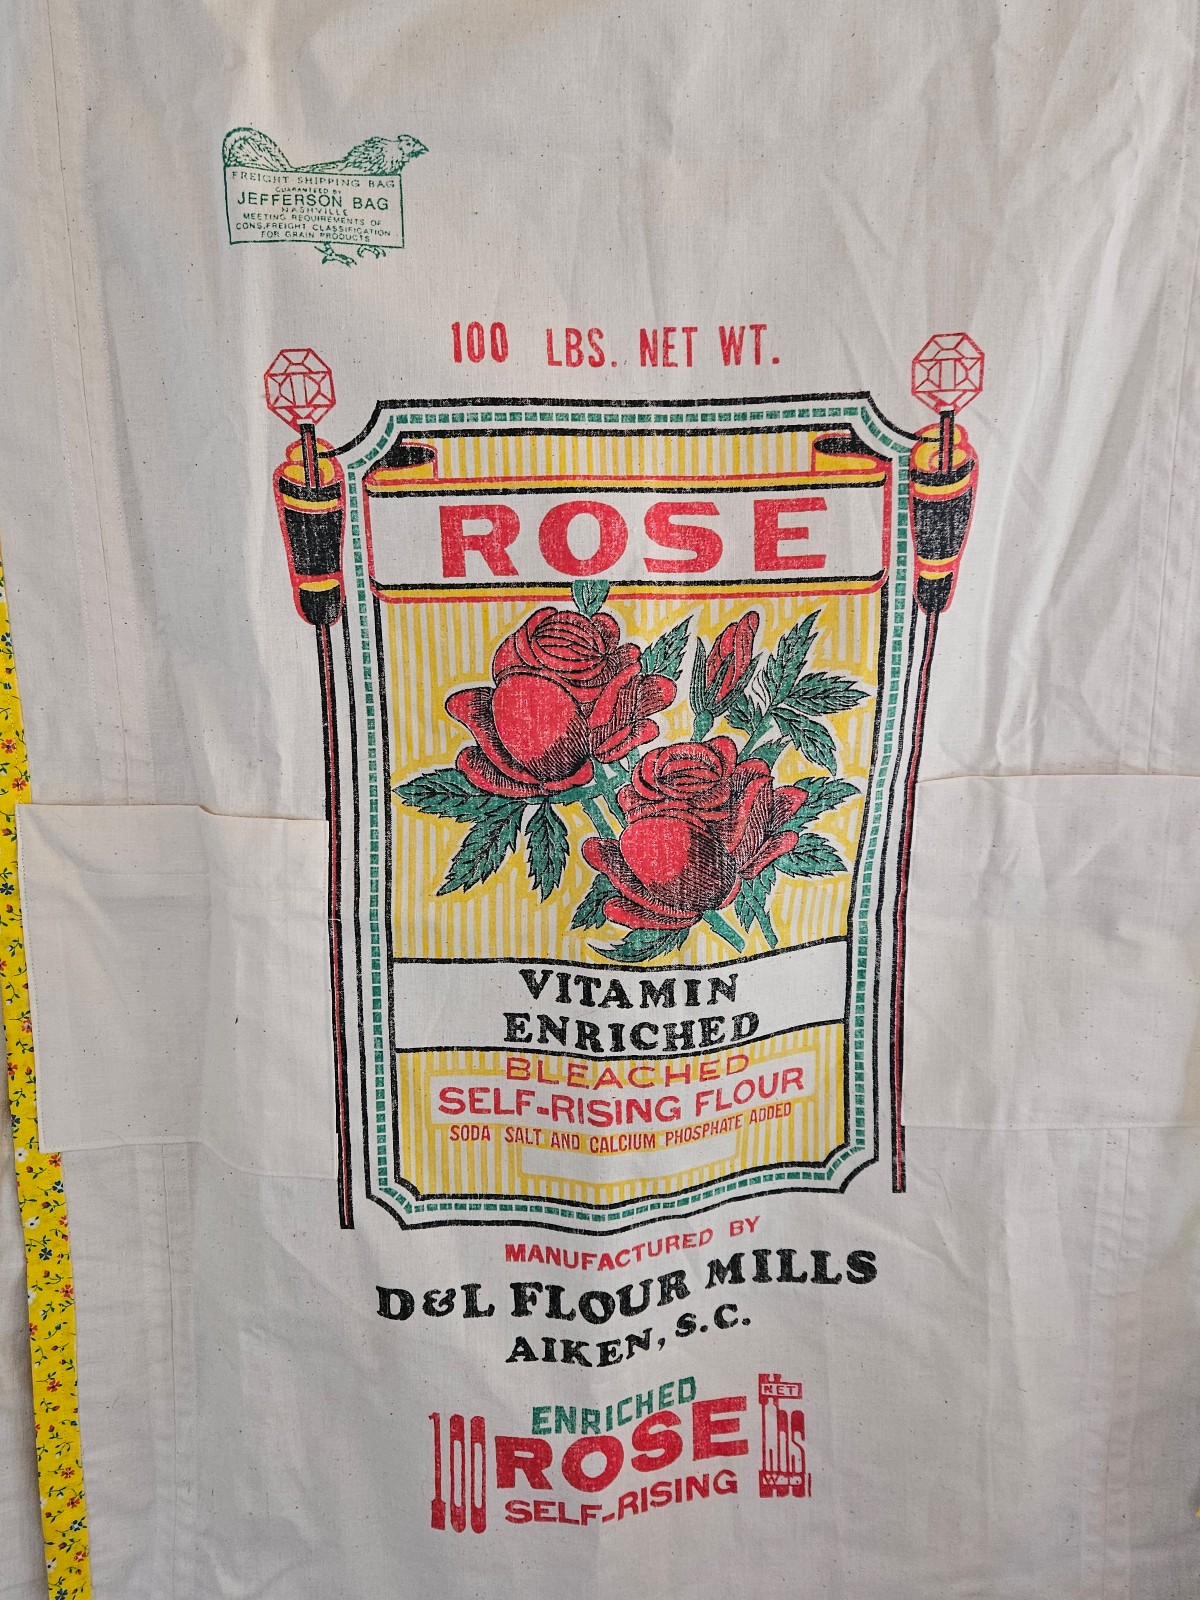 FREIGHT SHIPPING BAG
GUARANTEED BY
JEFFERSON BAG
NASHVILLE
MEETING REQUIREMENTS OF
CONS. FREIGHT CLASSIFICATION
FOR GRAIN PRODUCTS
100 LBS. NET WT.
ROSE
VITAMIN
ENRICHED
BLEACHED
SELF-RISING FLOUR
SODA SALT AND CALCIUM PHOSPHATE ADDED
MANUFACTURED BY
D&L FLOUR MILLS
AIKEN, S.C.
ENRICHED
100 ROSE NET Lbs
SELF-RISING